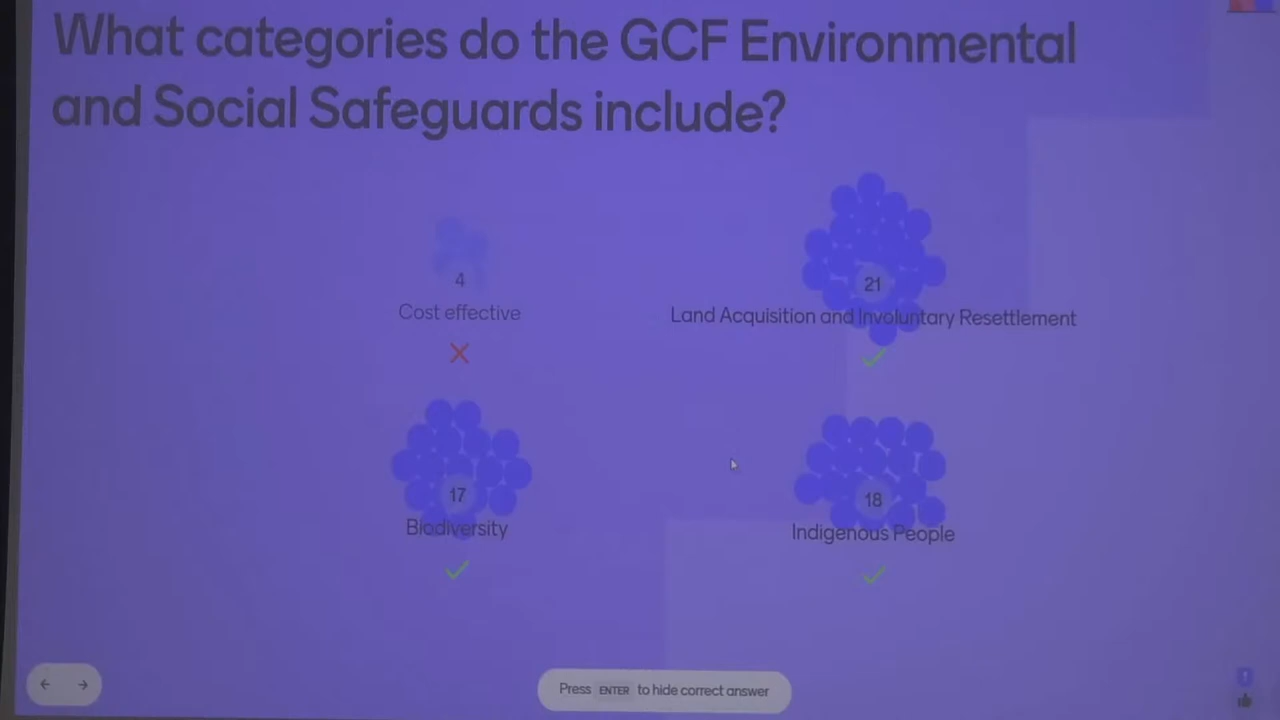 What categories do the GCF Environmental
and Social Safeguards include?
4
Cost effective
21
Land Acquisition and Involuntary Resettlement
17
Biodiversity
18
Indigenous People
Press ENTER to hide correct answer